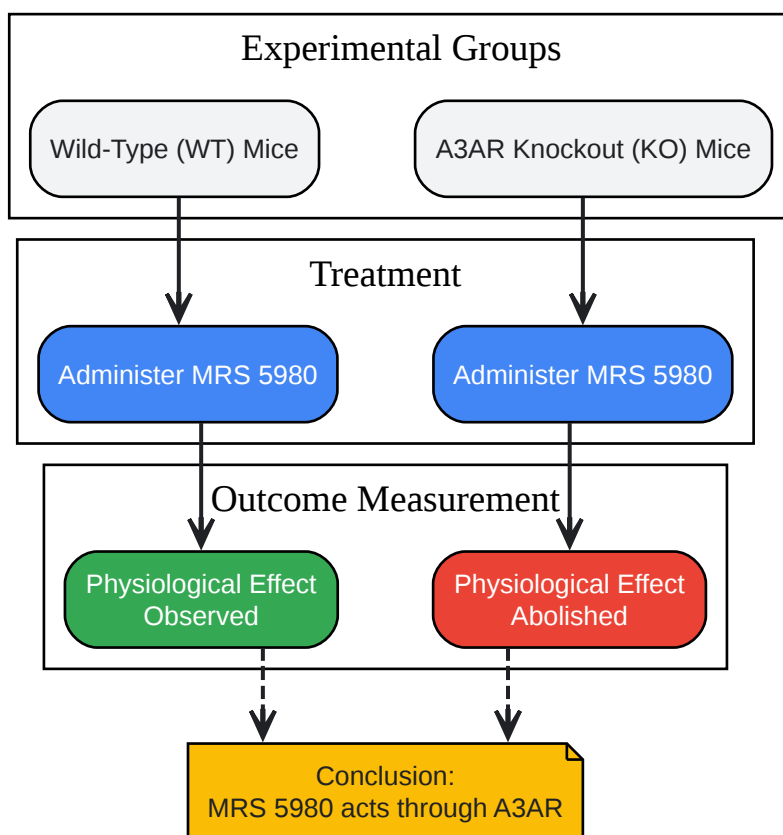 Experimental Groups
Wild-Type (WT) Mice
A3AR Knockout (KO) Mice
Treatment
Administer MRS 5980
Administer MRS 5980
Outcome Measurement
Physiological Effect
Observed
Physiological Effect
Abolished
Conclusion:
MRS 5980 acts through A3AR